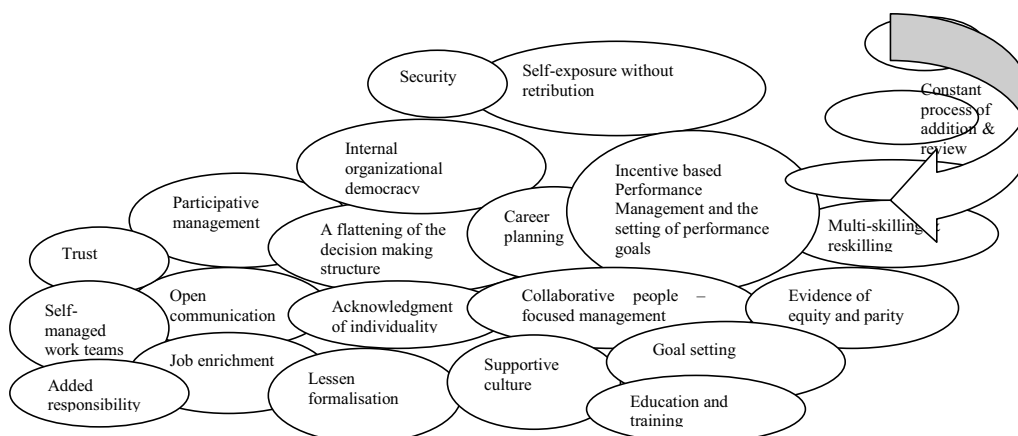 Security
Self-exposure without
retribution
Constant
process of
addition &
review
Internal
organizational
democracy
Incentive based
Performance
Management and the
setting of performance
goals
Participative
management
Career
planning
A flattening of the
decision making
structure
Multi-skilling &
reskilling
Trust
Open
communication
Acknowledgment
of individuality
Collaborative people –
focused management
Evidence of
equity and parity
Self-
managed
work teams
Job enrichment
Goal setting
Supportive
culture
Lessen
formalisation
Added
responsibility
Education and
training